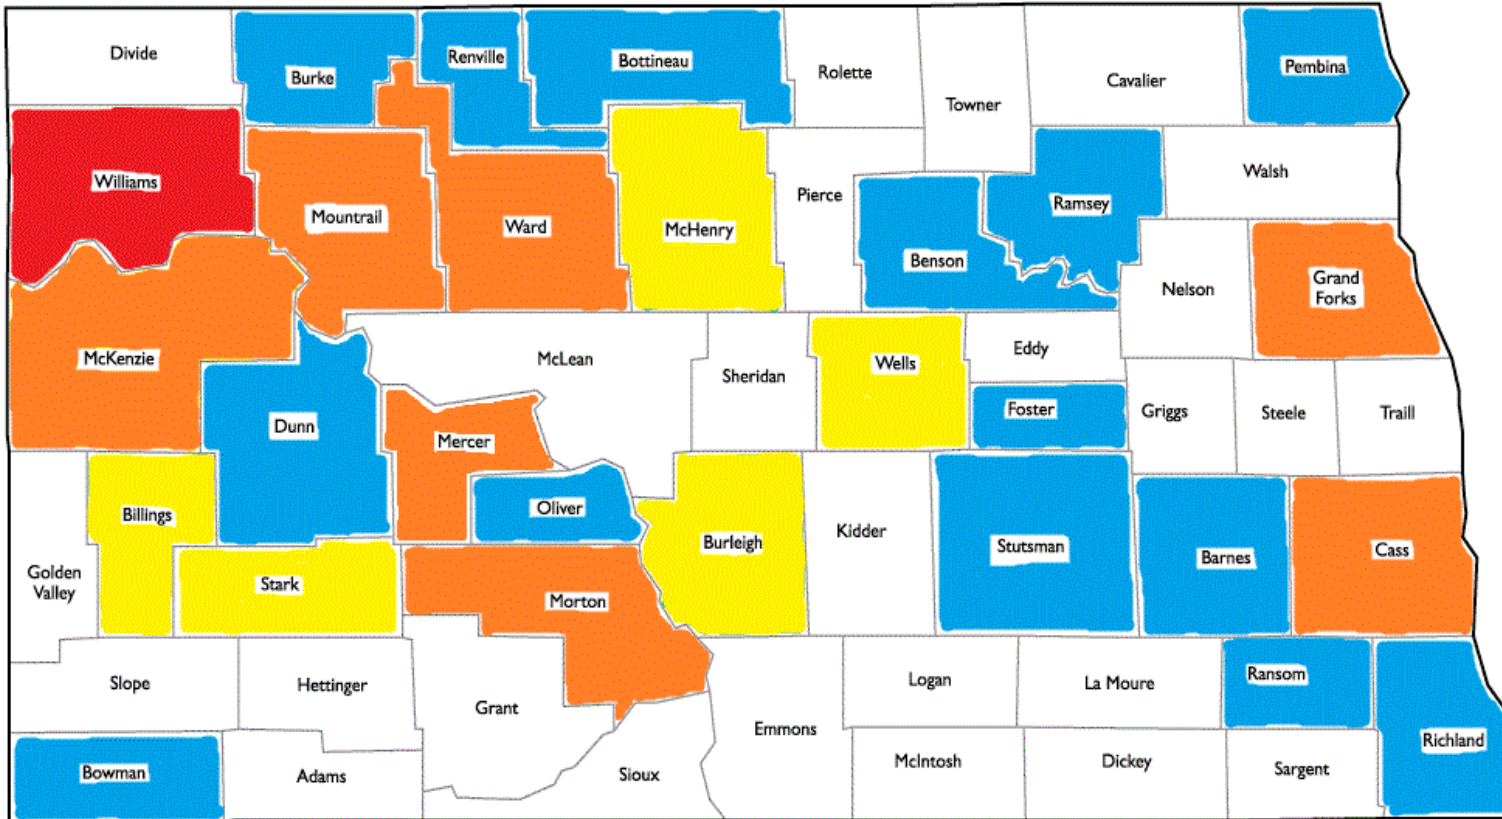 Divide
Burke
Renville
Bottineau
Rolette
Towner
Cavalier
Pembina
Williams
Mountrail
Ward
McHenry
Pierce
Benson
Ramsey
Walsh
Nelson
Grand
Forks
McKenzie
Dunn
McLean
Mercer
Oliver
Sheridan
Wells
Eddy
Foster
Griggs
Steele
Traill
Golden
Valley
Billings
Stark
Morton
Burleigh
Kidder
Stutsman
Barnes
Cass
Slope
Hettinger
Grant
Sioux
Emmons
Logan
La Moure
Ransom
Richland
Bowman
Adams
McIntosh
Dickey
Sargent